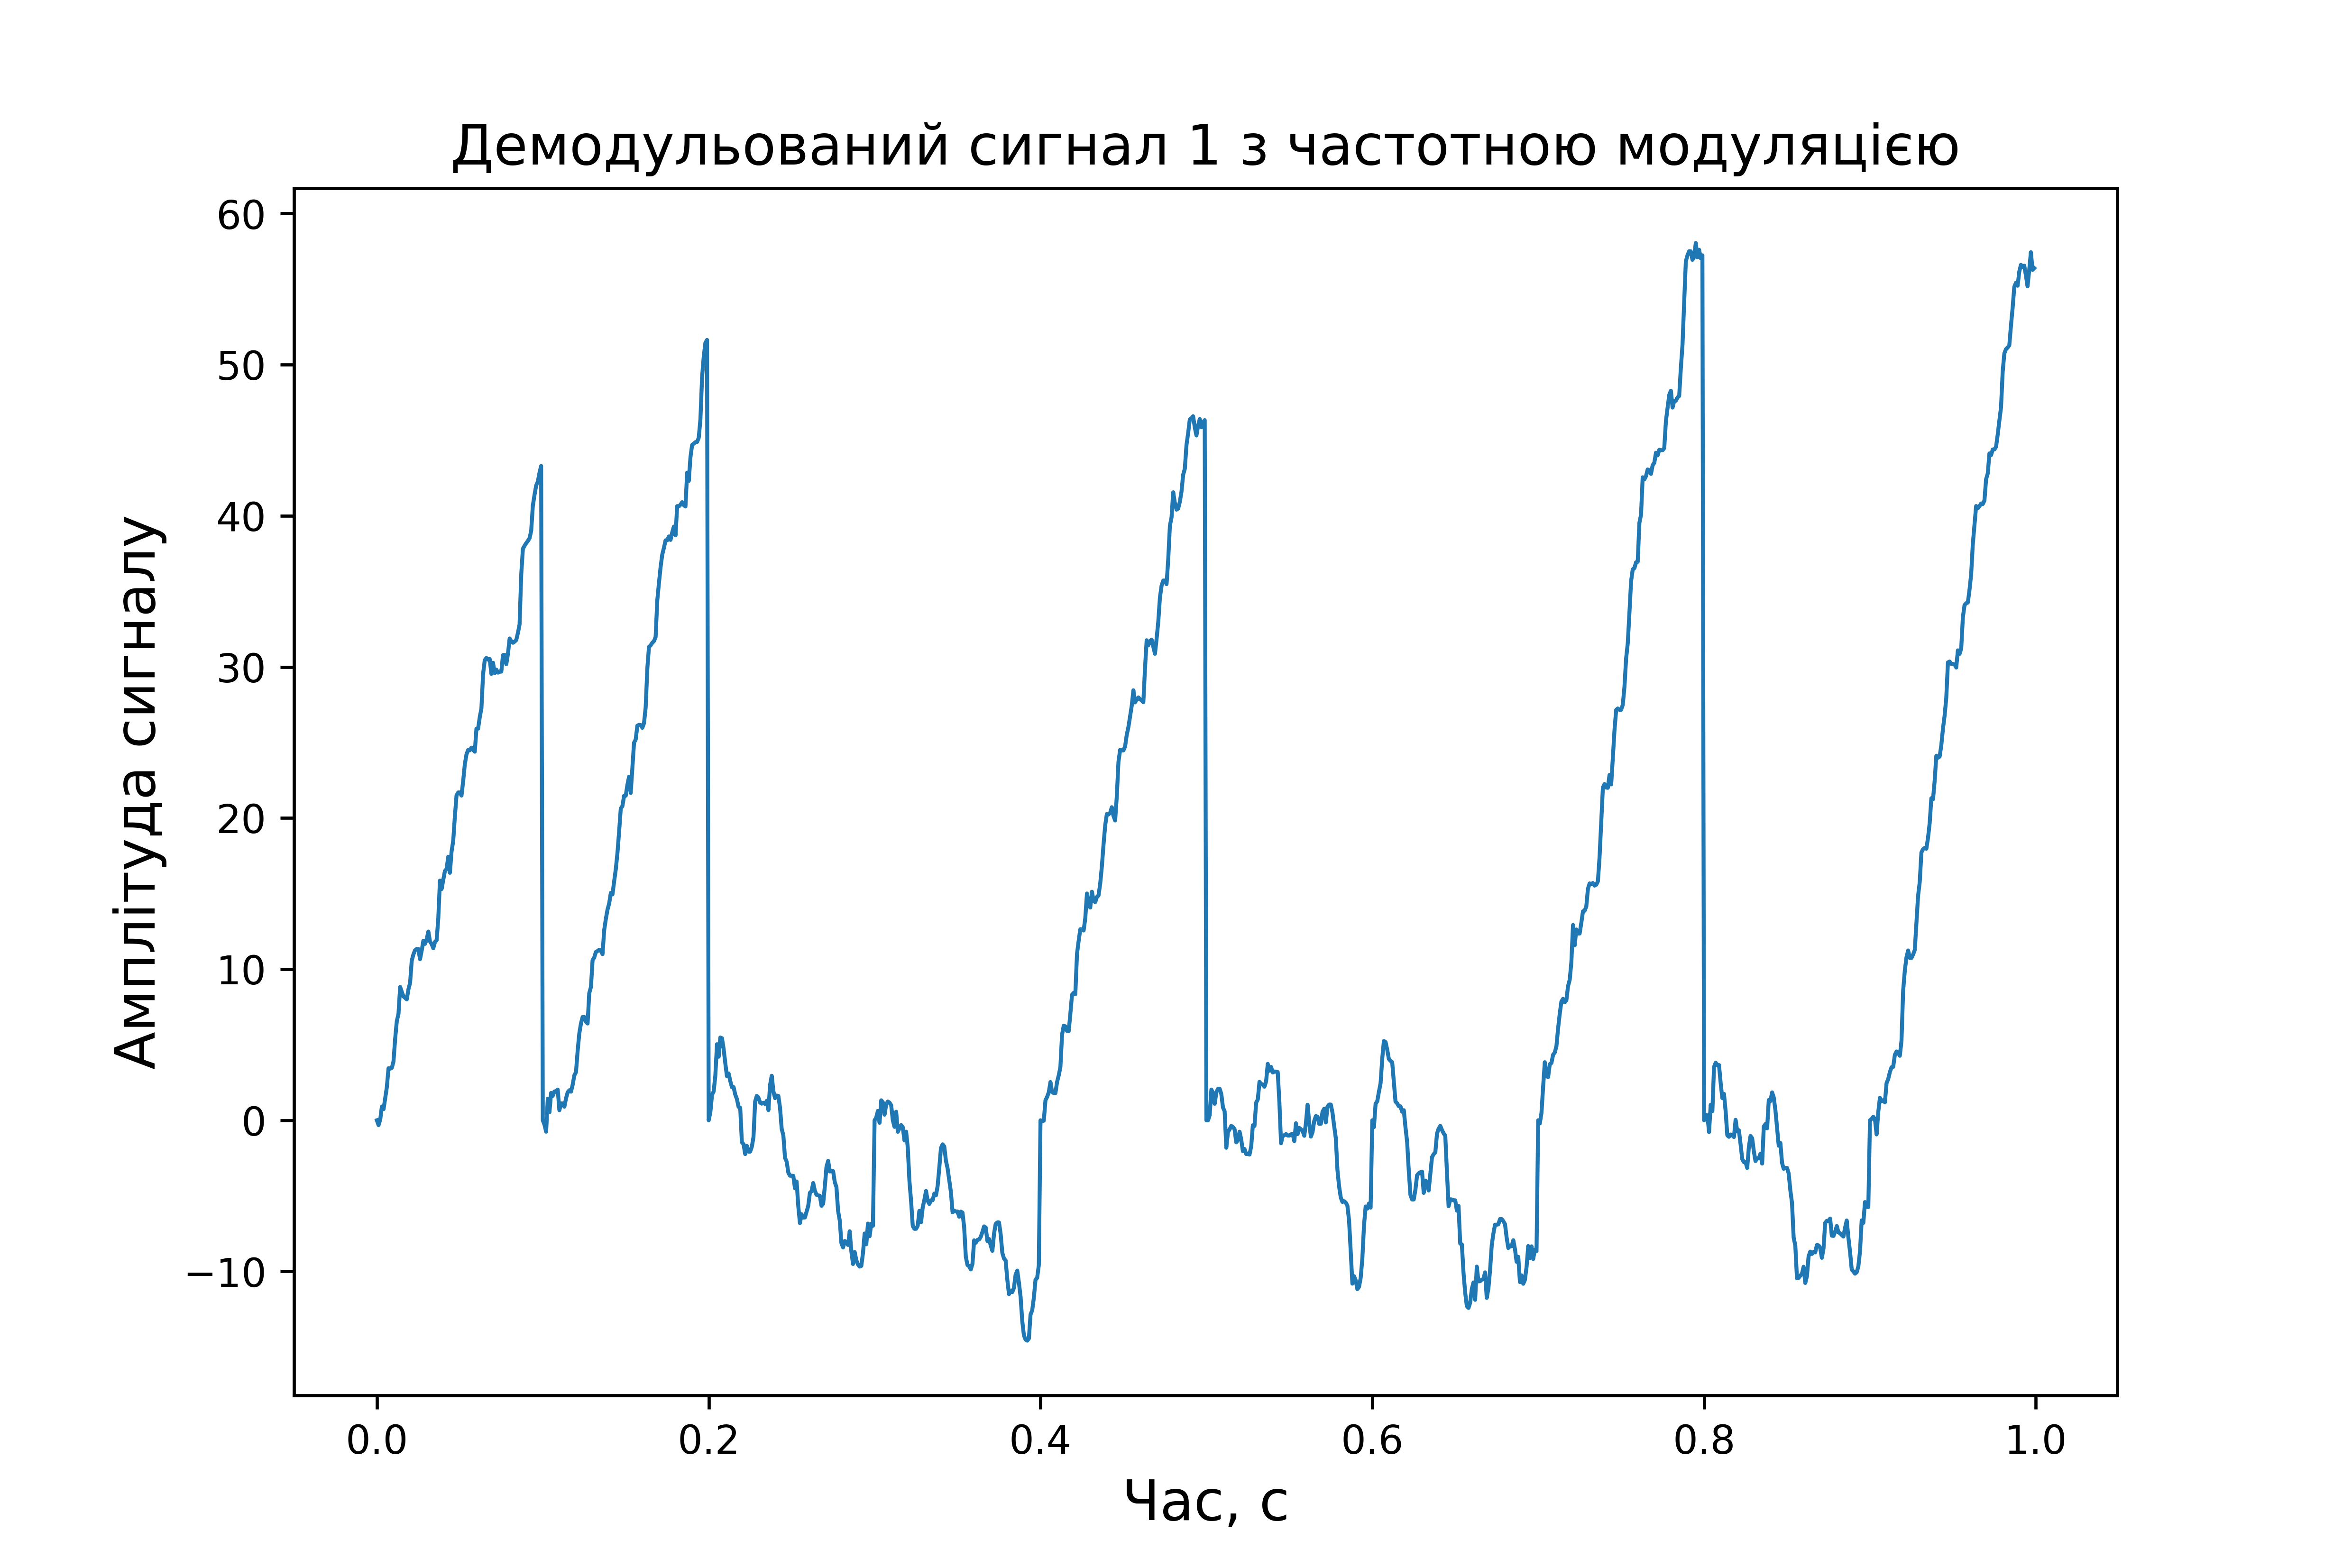 Демодульований сигнал 1 з частотною модуляцією
Амплітуда сигналу
60
50
40
30
20
10
0
−10
0.0 0.2 0.4 0.6 0.8 1.0
Час, с